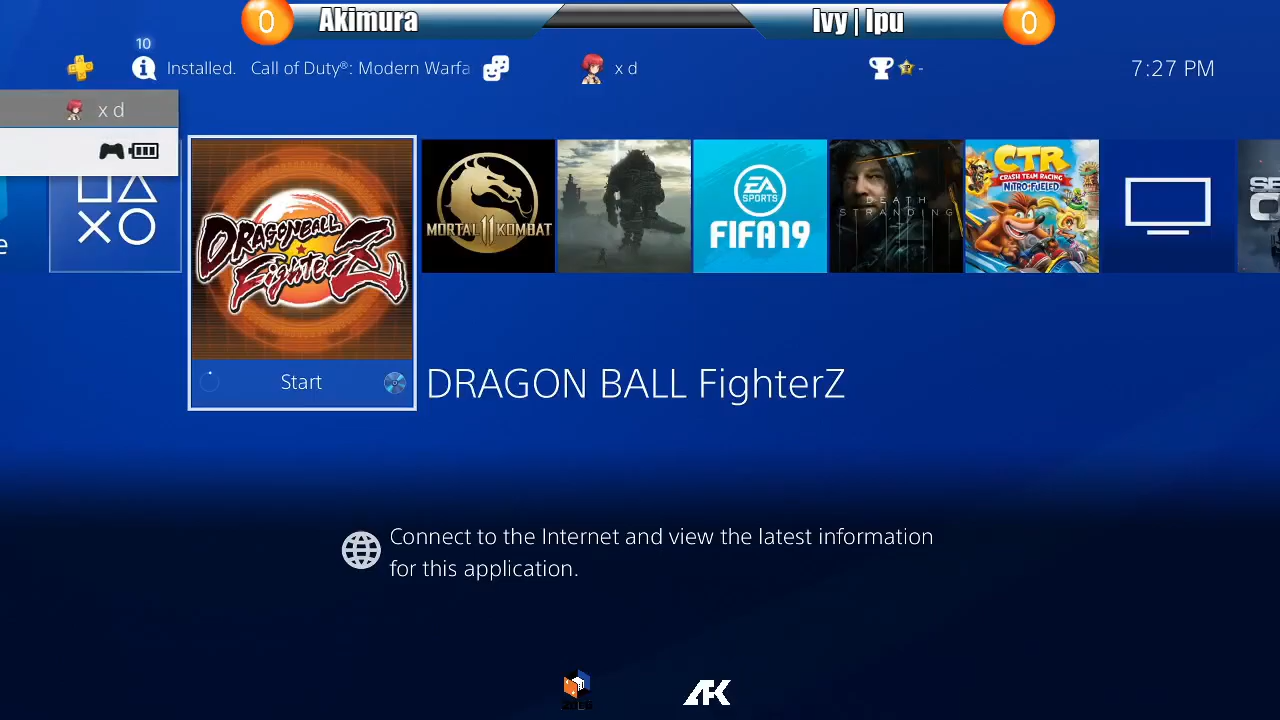 0 Akimura Ivy | Ipu 0
10
Installed. Call of Duty®: Modern Warfa
x d
-
7:27 PM
x d
e
DRAGONBALL
FighterZ
MORTAL KOMBAT 11
EA
SPORTS
FIFA19
DEATH
STRANDING
CTR
CRASH TEAM RACING
NITRO-FUELED
Start
DRAGON BALL FighterZ
Connect to the Internet and view the latest information
for this application.
AK